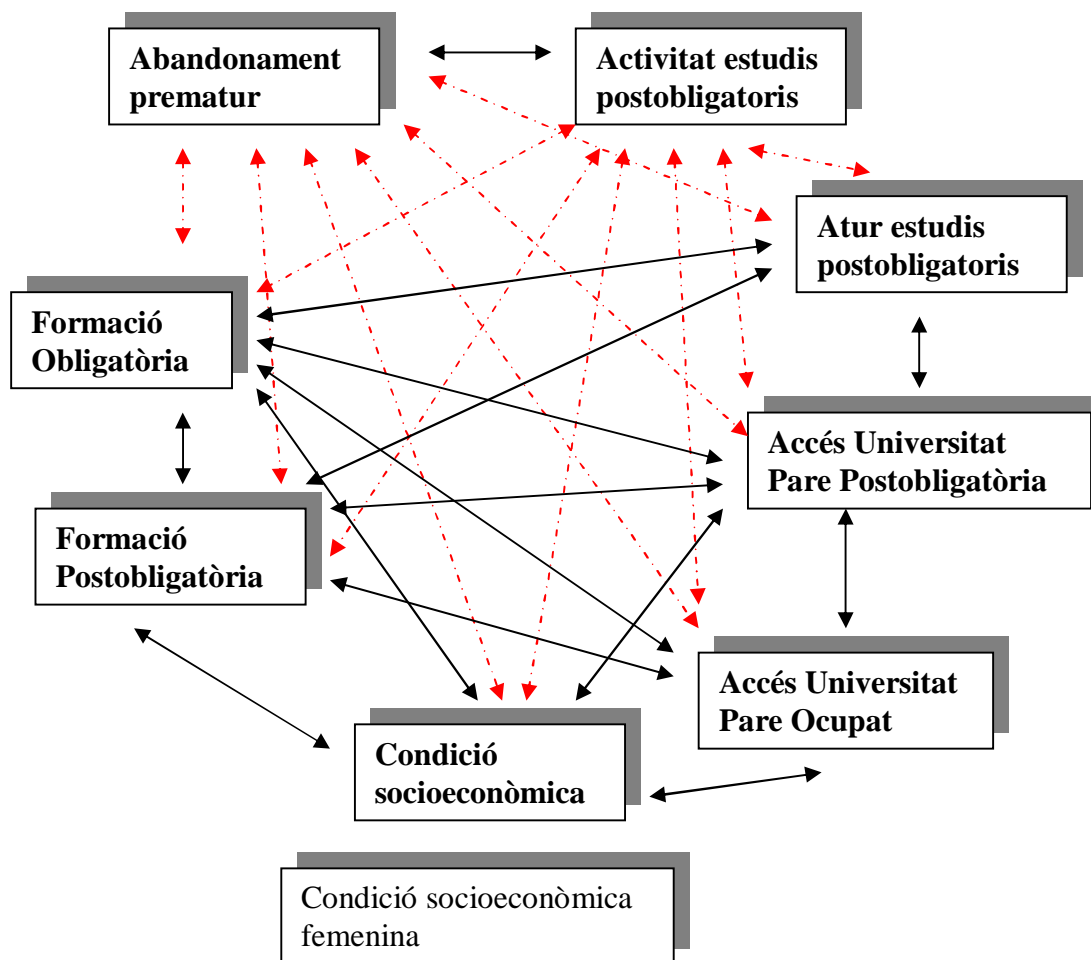 Abandonament
prematur
Activitat estudis
postobligatoris
Atur estudis
postobligatoris
Formació
Obligatòria
Accés Universitat
Pare Postobligatòria
Formació
Postobligatòria
Accés Universitat
Pare Ocupat
Condició
socioeconòmica
Condició socioeconòmica
femenina